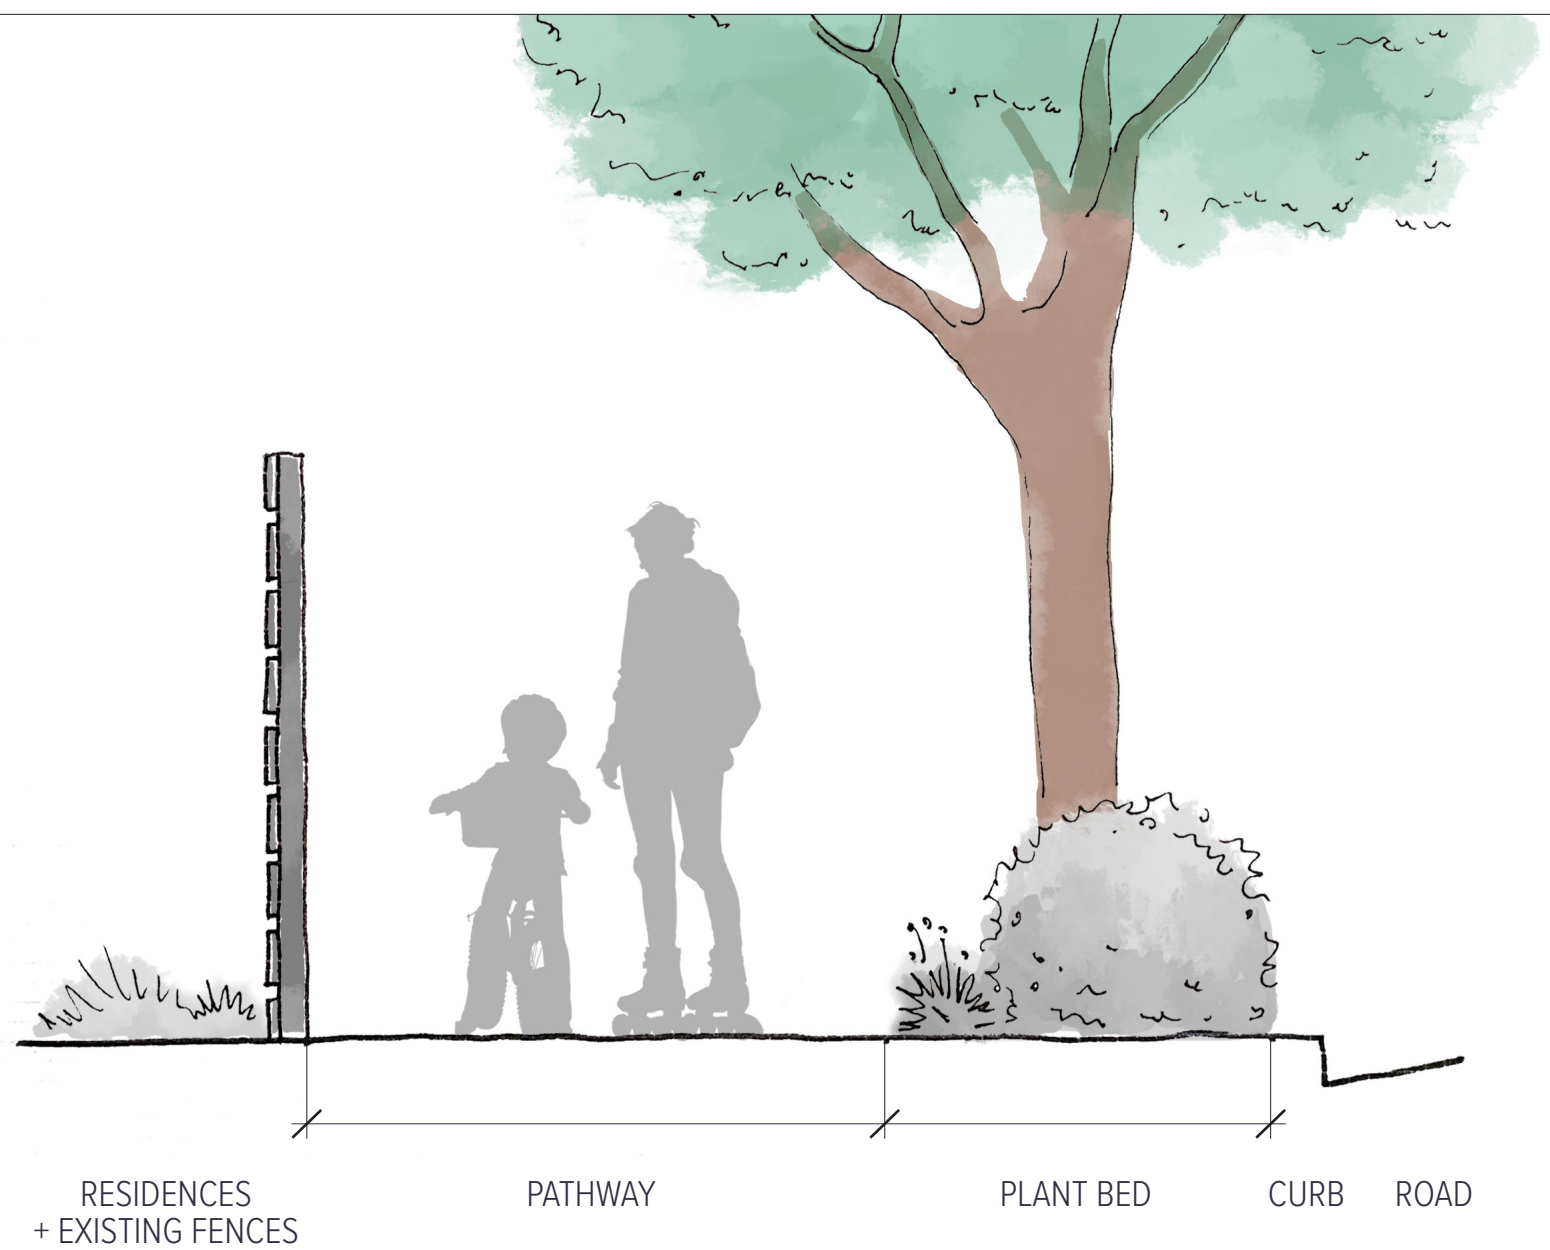 RESIDENCES
+ EXISTING FENCES
PATHWAY
PLANT BED
CURB
ROAD